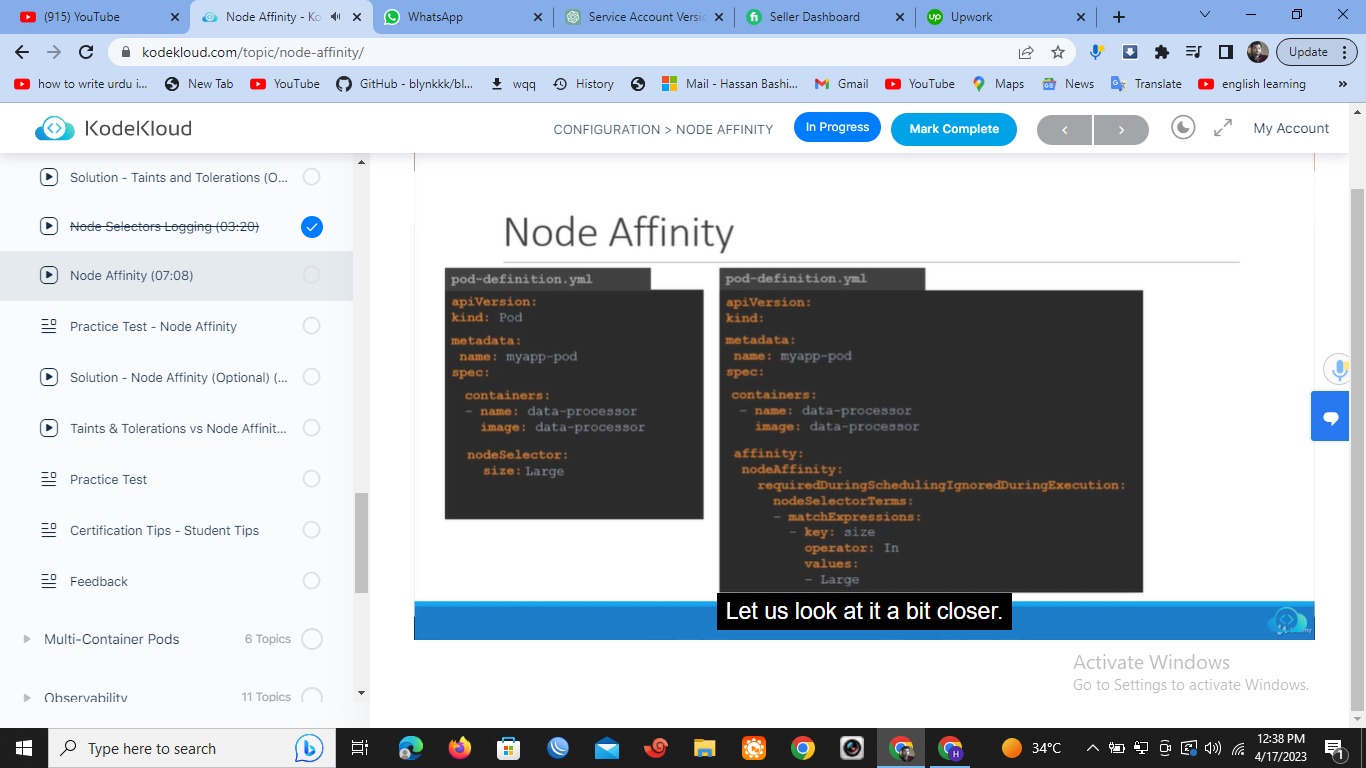 (915) YouTube
Node Affinity - Ko
WhatsApp
Service Account Versio
Seller Dashboard
Upwork
kodekloud.com/topic/node-affinity/
Update
how to write urdu i...
New Tab
YouTube
GitHub - blynkkk/bl...
wqq
History
Mail - Hassan Bashi...
Gmail
YouTube
Maps
News
Translate
english learning
KodeKloud
CONFIGURATION > NODE AFFINITY
In Progress
Mark Complete
My Account
Solution - Taints and Tolerations (O...
Node Selectors Logging (03:20)
Node Affinity (07:08)
Practice Test - Node Affinity
Solution - Node Affinity (Optional) (...
Taints & Tolerations vs Node Affinit...
Practice Test
Certification Tips - Student Tips
Feedback
Multi-Container Pods
6 Topics
Observability
11 Topics
Node Affinity
pod-definition.yml
apiVersion:
kind: Pod
metadata:
name: myapp-pod
spec:
containers:
- name: data-processor
image: data-processor
nodeSelector:
size: Large
pod-definition.yml
apiVersion:
kind:
metadata:
name: myapp-pod
spec:
containers:
- name: data-processor
image: data-processor
affinity:
nodeAffinity:
requiredDuringSchedulingIgnoredDuringExecution:
nodeSelectorTerms:
- matchExpressions:
- key: size
operator: In
values:
- Large
Let us look at it a bit closer.
Activate Windows
Go to Settings to activate Windows.
Type here to search
34°C
12:38 PM
4/17/2023
1